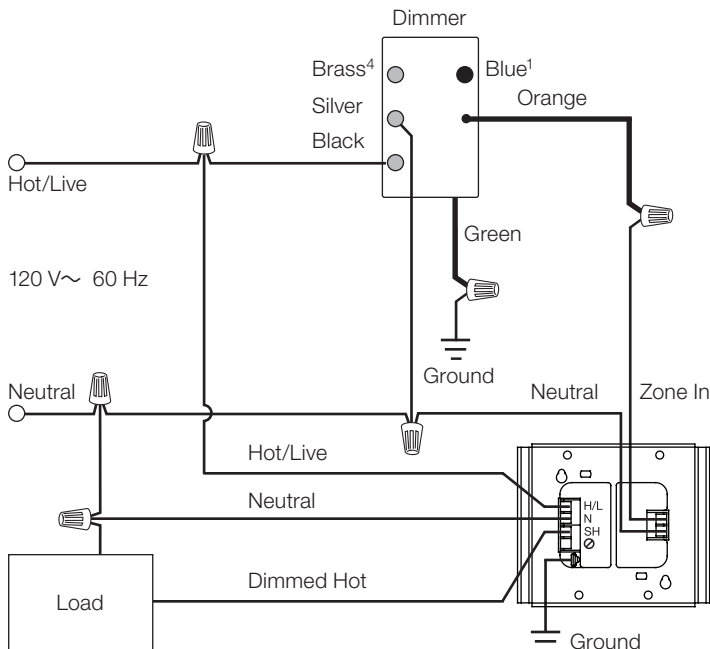 Dimmer
Brass⁴
Blue¹
Silver
Orange
Black
Hot/Live
Green
120 V~ 60 Hz
Ground
Neutral
Neutral
Zone In
Hot/Live
Neutral
H/L
N
SH
Dimmed Hot
Load
Ground